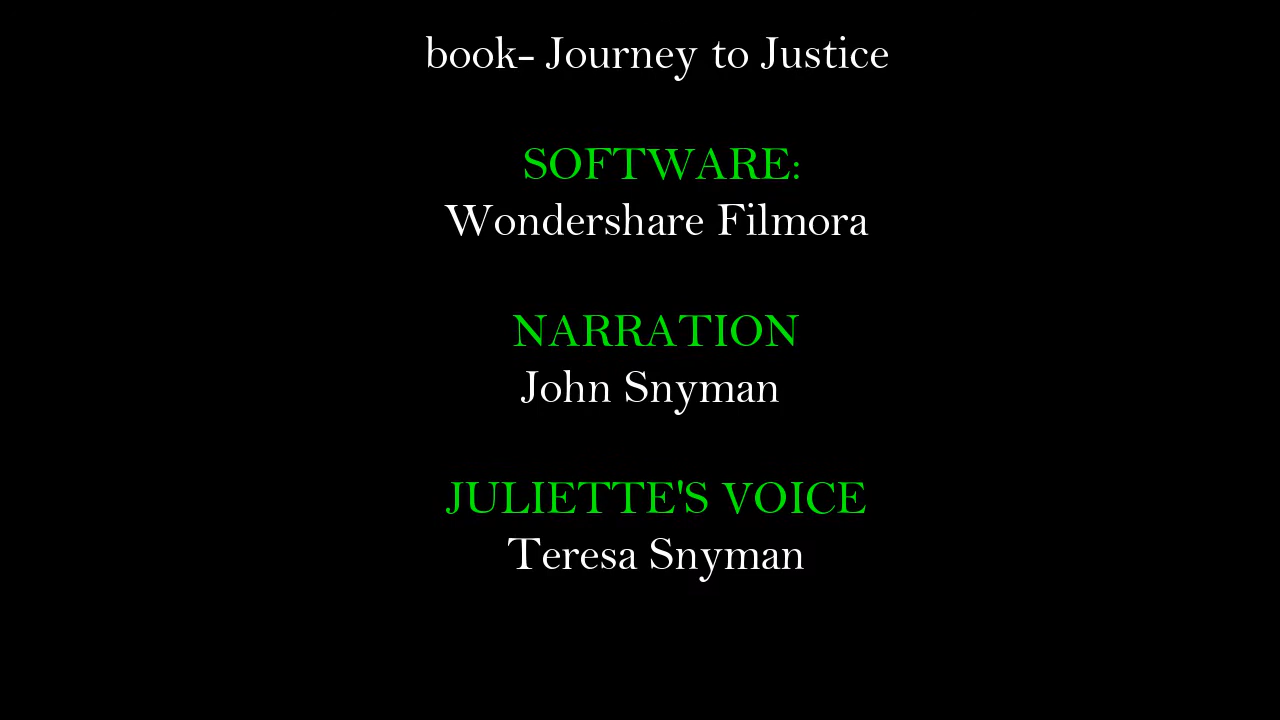 book- Journey to Justice
SOFTWARE:
Wondershare Filmora
NARRATION
John Snyman
JULIETTE'S VOICE
Teresa Snyman